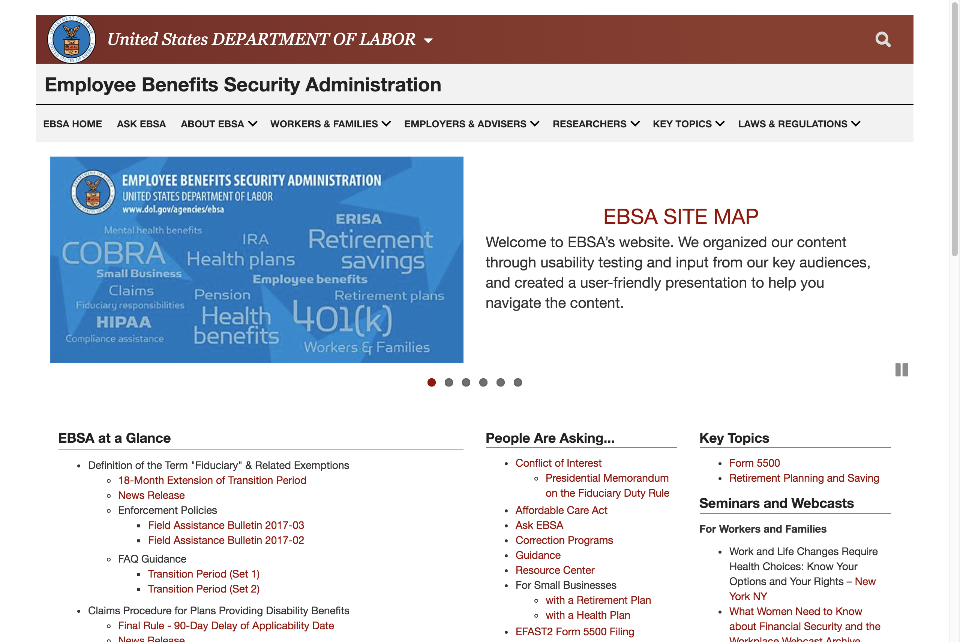 United States DEPARTMENT OF LABOR
Employee Benefits Security Administration
EBSA HOME ASK EBSA ABOUT EBSA WORKERS & FAMILIES EMPLOYERS & ADVISERS RESEARCHERS KEY TOPICS LAWS & REGULATIONS
EMPLOYEE BENEFITS SECURITY ADMINISTRATION
UNITED STATES DEPARTMENT OF LABOR
www.dol.gov/agencies/ebsa
ERISA
Mental health benefits
IRA
Retirement
savings
COBRA
Health plans
Small Business
Employee benefits
Claims
Pension
Retirement plans
Fiduciary responsibilities
HIPAA
Health
benefits
401(k)
Compliance assistance
Workers & Families
EBSA SITE MAP
Welcome to EBSA's website. We organized our content
through usability testing and input from our key audiences,
and created a user-friendly presentation to help you
navigate the content.
EBSA at a Glance
Definition of the Term "Fiduciary" & Related Exemptions
18-Month Extension of Transition Period
News Release
Enforcement Policies
Field Assistance Bulletin 2017-03
Field Assistance Bulletin 2017-02
FAQ Guidance
Transition Period (Set 1)
Transition Period (Set 2)
Claims Procedure for Plans Providing Disability Benefits
Final Rule - 90-Day Delay of Applicability Date
News Release
People Are Asking...
Conflict of Interest
Presidential Memorandum
on the Fiduciary Duty Rule
Affordable Care Act
Ask EBSA
Correction Programs
Guidance
Resource Center
For Small Businesses
with a Retirement Plan
with a Health Plan
EFAST2 Form 5500 Filing
Key Topics
Form 5500
Retirement Planning and Saving
Seminars and Webcasts
For Workers and Families
Work and Life Changes Require
Health Choices: Know Your
Options and Your Rights – New
York NY
What Women Need to Know
about Financial Security and the
Workplace Webcast Archive